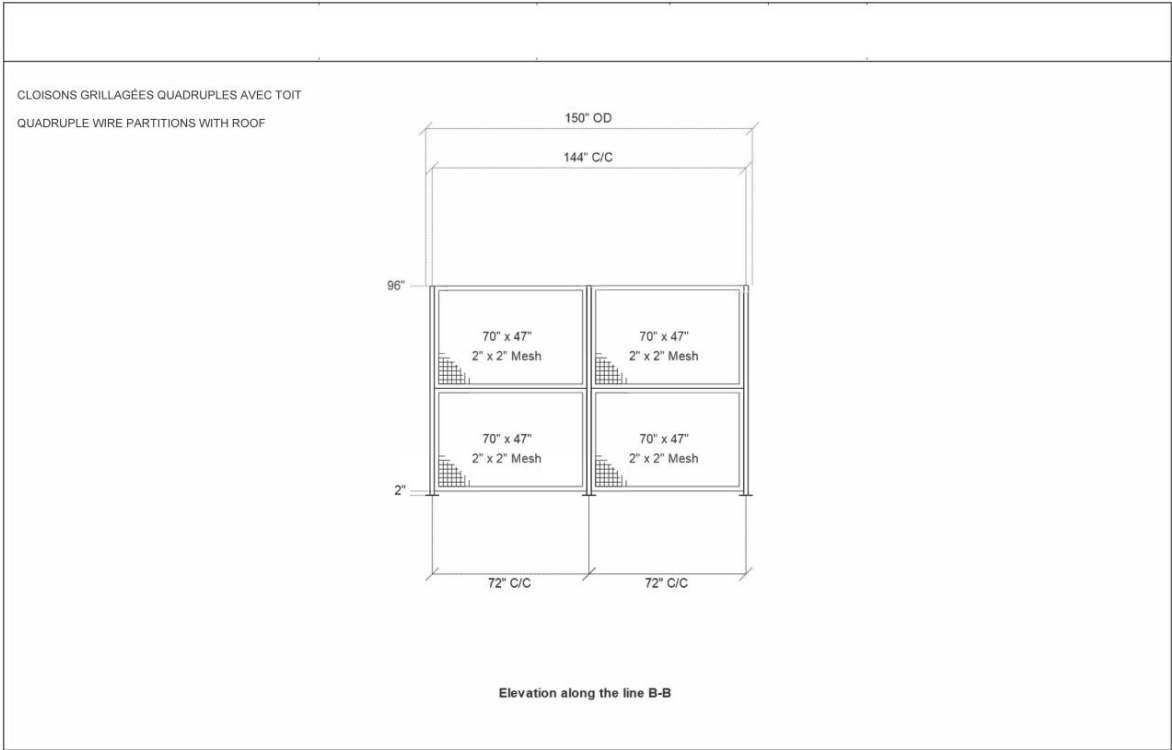 CLOISONS GRILLAGÉES QUADRUPLES AVEC TOIT
QUADRUPLE WIRE PARTITIONS WITH ROOF
150" OD
144" C/C
96"
70" x 47"
2" x 2" Mesh
70" x 47"
2" x 2" Mesh
70" x 47"
2" x 2" Mesh
70" x 47"
2" x 2" Mesh
2"
72" C/C
72" C/C
Elevation along the line B-B